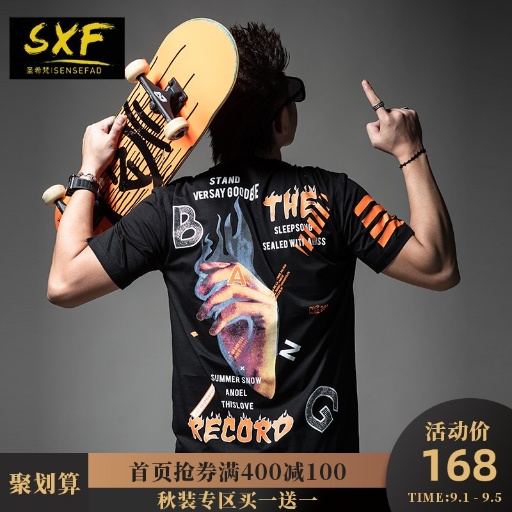 SXF
圣希梵|SENSEFAD
STAND
VERSAY GOODBE
B
THE
SLEEPSONG
SEALED WITH A KISS
A
N
×
SUMMER SNOW
ANGEL
THISLOVE
G
RECORD
聚划算
首页抢券满400减100
秋装专区买一送一
活动价
168
TIME:9.1 - 9.5